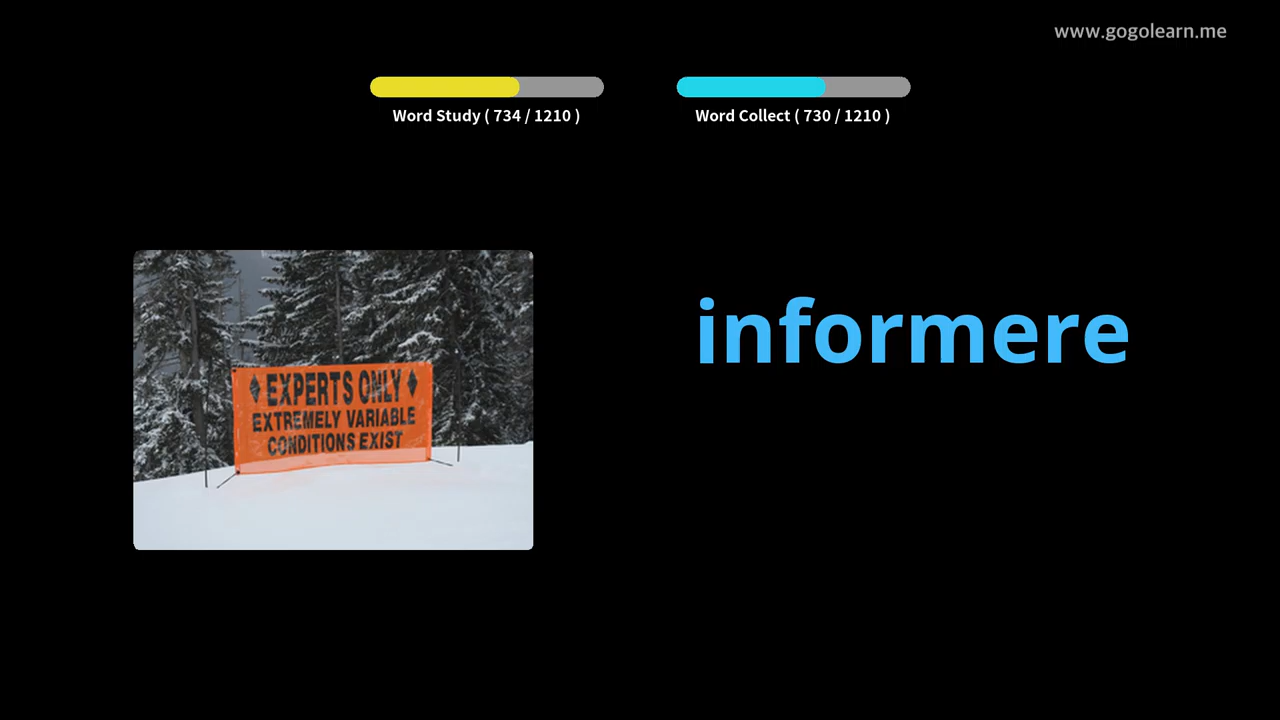 www.gogolearn.me
Word Study ( 734 / 1210 )
Word Collect ( 730 / 1210 )
informere
EXPERTS ONLY
EXTREMELY VARIABLE
CONDITIONS EXIST